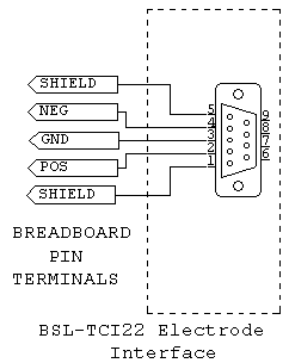 SHIELD
NEG
GND
POS
SHIELD
5
4
3
2
1
9
8
7
6
BREADBOARD
PIN
TERMINALS
BSL-TCI22 Electrode
Interface